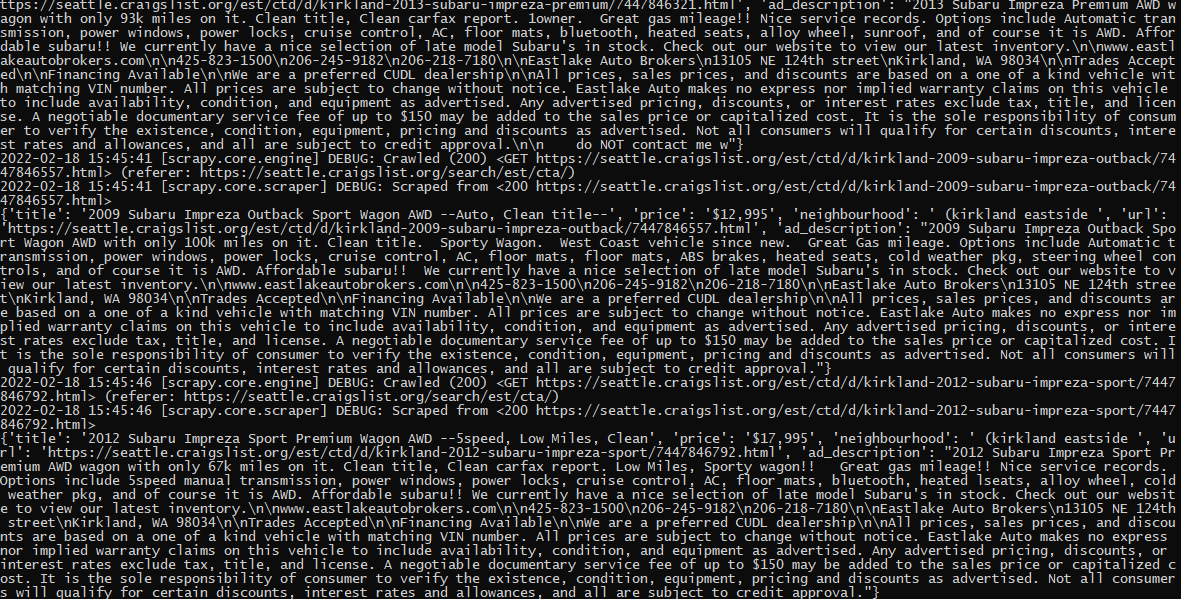 ttps://seattle.craigslist.org/est/ctd/d/kirkland-2013-subaru-impreza-premium//7447846321.html', 'ad_description': "2013 Subaru Impreza Premium AWD w
agon with only 93k miles on it. Clean title, Clean carfax report. 1owner.  Great gas mileage!! Nice service records. Options Include Automatic tran
smission, power windows, power locks, cruise control, AC, floor mats, bluetooth, heated seats, alloy wheel, sunroof, and of course it is AWD. Affor
dable subaru!! We currently have a nice selection of late model Subaru's in stock. Check out our website to view our latest inventory.\n\nwww.eastl
akeautobrokers.com\n\n425-823-1500\n206-245-9182\n206-218-7180\n\nEastlake Auto Brokers\n13105 NE 124th street\nKirkland, WA 98034\n\nTrades Accept
ed\n\nFinancing Available\n\nWe are a preferred CUDL dealership\n\nAll prices, sales prices, and discounts are based on a one of a kind vehicle wit
h matching VIN number. All prices are subject to change without notice. Eastlake Auto makes no express nor implied warranty claims on this vehicle
to include availability, condition, and equipment as advertised. Any advertised pricing, discounts, or interest rates exclude tax, title, and licen
se. A negotiable documentary service fee of up to $150 may be added to the sales price or capitalized cost. It is the sole responsibility of consum
er to verify the existence, condition, equipment, pricing and discounts as advertised. Not all consumers will qualify for certain discounts, intere
st rates and allowances, and all are subject to credit approval.\n\n    do NOT contact me w"}
2022-02-18 15:45:41 [scrapy.core.engine] DEBUG: Crawled (200) <GET https://seattle.craigslist.org/est/ctd/d/kirkland-2009-subaru-impreza-outback/74
47846557.html> (referer: https://seattle.craigslist.org/search/est/cta/)
2022-02-18 15:45:41 [scrapy.core.scraper] DEBUG: Scraped from <200 https://seattle.craigslist.org/est/ctd/d/kirkland-2009-subaru-impreza-outback/74
47846557.html>
{'title': '2009 Subaru Impreza Outback Sport Wagon AWD --Auto, Clean title--', 'price': '$12,995', 'neighbourhood': ' (kirkland eastside ', 'url':
'https://seattle.craigslist.org/est/ctd/d/kirkland-2009-subaru-impreza-outback/7447846557.html', 'ad_description': "2009 Subaru Impreza Outback Spo
rt Wagon AWD with only 100k miles on it. Clean title.  Sporty Wagon.  West Coast vehicle since new.  Great Gas mileage. Options include Automatic t
ransmission, power windows, power locks, cruise control, AC, floor mats, floor mats, ABS brakes, heated seats, cold weather pkg, steering wheel con
trols, and of course it is AWD. Affordable subaru!!  We currently have a nice selection of late model Subaru's in stock. Check out our website to v
iew our latest inventory.\n\nwww.eastlakeautobrokers.com\n\n425-823-1500\n206-245-9182\n206-218-7180\n\nEastlake Auto Brokers\n13105 NE 124th stree
t\nKirkland, WA 98034\n\nTrades Accepted\n\nFinancing Available\n\nWe are a preferred CUDL dealership\n\nAll prices, sales prices, and discounts ar
e based on a one of a kind vehicle with matching VIN number. All prices are subject to change without notice. Eastlake Auto makes no express nor im
plied warranty claims on this vehicle to include availability, condition, and equipment as advertised. Any advertised pricing, discounts, or intere
st rates exclude tax, title, and license. A negotiable documentary service fee of up to $150 may be added to the sales price or capitalized cost. I
t is the sole responsibility of consumer to verify the existence, condition, equipment, pricing and discounts as advertised. Not all consumers will
 qualify for certain discounts, interest rates and allowances, and all are subject to credit approval."}
2022-02-18 15:45:46 [scrapy.core.engine] DEBUG: Crawled (200) <GET https://seattle.craigslist.org/est/ctd/d/kirkland-2012-subaru-impreza-sport/7447
846792.html> (referer: https://seattle.craigslist.org/search/est/cta/)
2022-02-18 15:45:46 [scrapy.core.scraper] DEBUG: Scraped from <200 https://seattle.craigslist.org/est/ctd/d/kirkland-2012-subaru-impreza-sport/7447
846792.html>
{'title': '2012 Subaru Impreza Sport Premium Wagon AWD --5speed, Low Miles, Clean', 'price': '$17,995', 'neighbourhood': ' (kirkland eastside ', 'u
rl': 'https://seattle.craigslist.org/est/ctd/d/kirkland-2012-subaru-impreza-sport/7447846792.html', 'ad_description': "2012 Subaru Impreza Sport Pr
emium AWD wagon with only 67k miles on it. Clean title, Clean carfax report. Low Miles, Sporty wagon!!   Great gas mileage!! Nice service records.
Options include 5speed manual transmission, power windows, power locks, cruise control, AC, floor mats, bluetooth, heated lseats, alloy wheel, cold
 weather pkg, and of course it is AWD. Affordable subaru!! We currently have a nice selection of late model Subaru's in stock. Check out our websit
e to view our latest inventory.\n\nwww.eastlakeautobrokers.com\n\n425-823-1500\n206-245-9182\n206-218-7180\n\nEastlake Auto Brokers\n13105 NE 124th
 street\nKirkland, WA 98034\n\nTrades Accepted\n\nFinancing Available\n\nWe are a preferred CUDL dealership\n\nAll prices, sales prices, and discou
nts are based on a one of a kind vehicle with matching VIN number. All prices are subject to change without notice. Eastlake Auto makes no express
nor implied warranty claims on this vehicle to include availability, condition, and equipment as advertised. Any advertised pricing, discounts, or
interest rates exclude tax, title, and license. A negotiable documentary service fee of up to $150 may be added to the sales price or capitalized c
ost. It is the sole responsibility of consumer to verify the existence, condition, equipment, pricing and discounts as advertised. Not all consumer
s will qualify for certain discounts, interest rates and allowances, and all are subject to credit approval."}